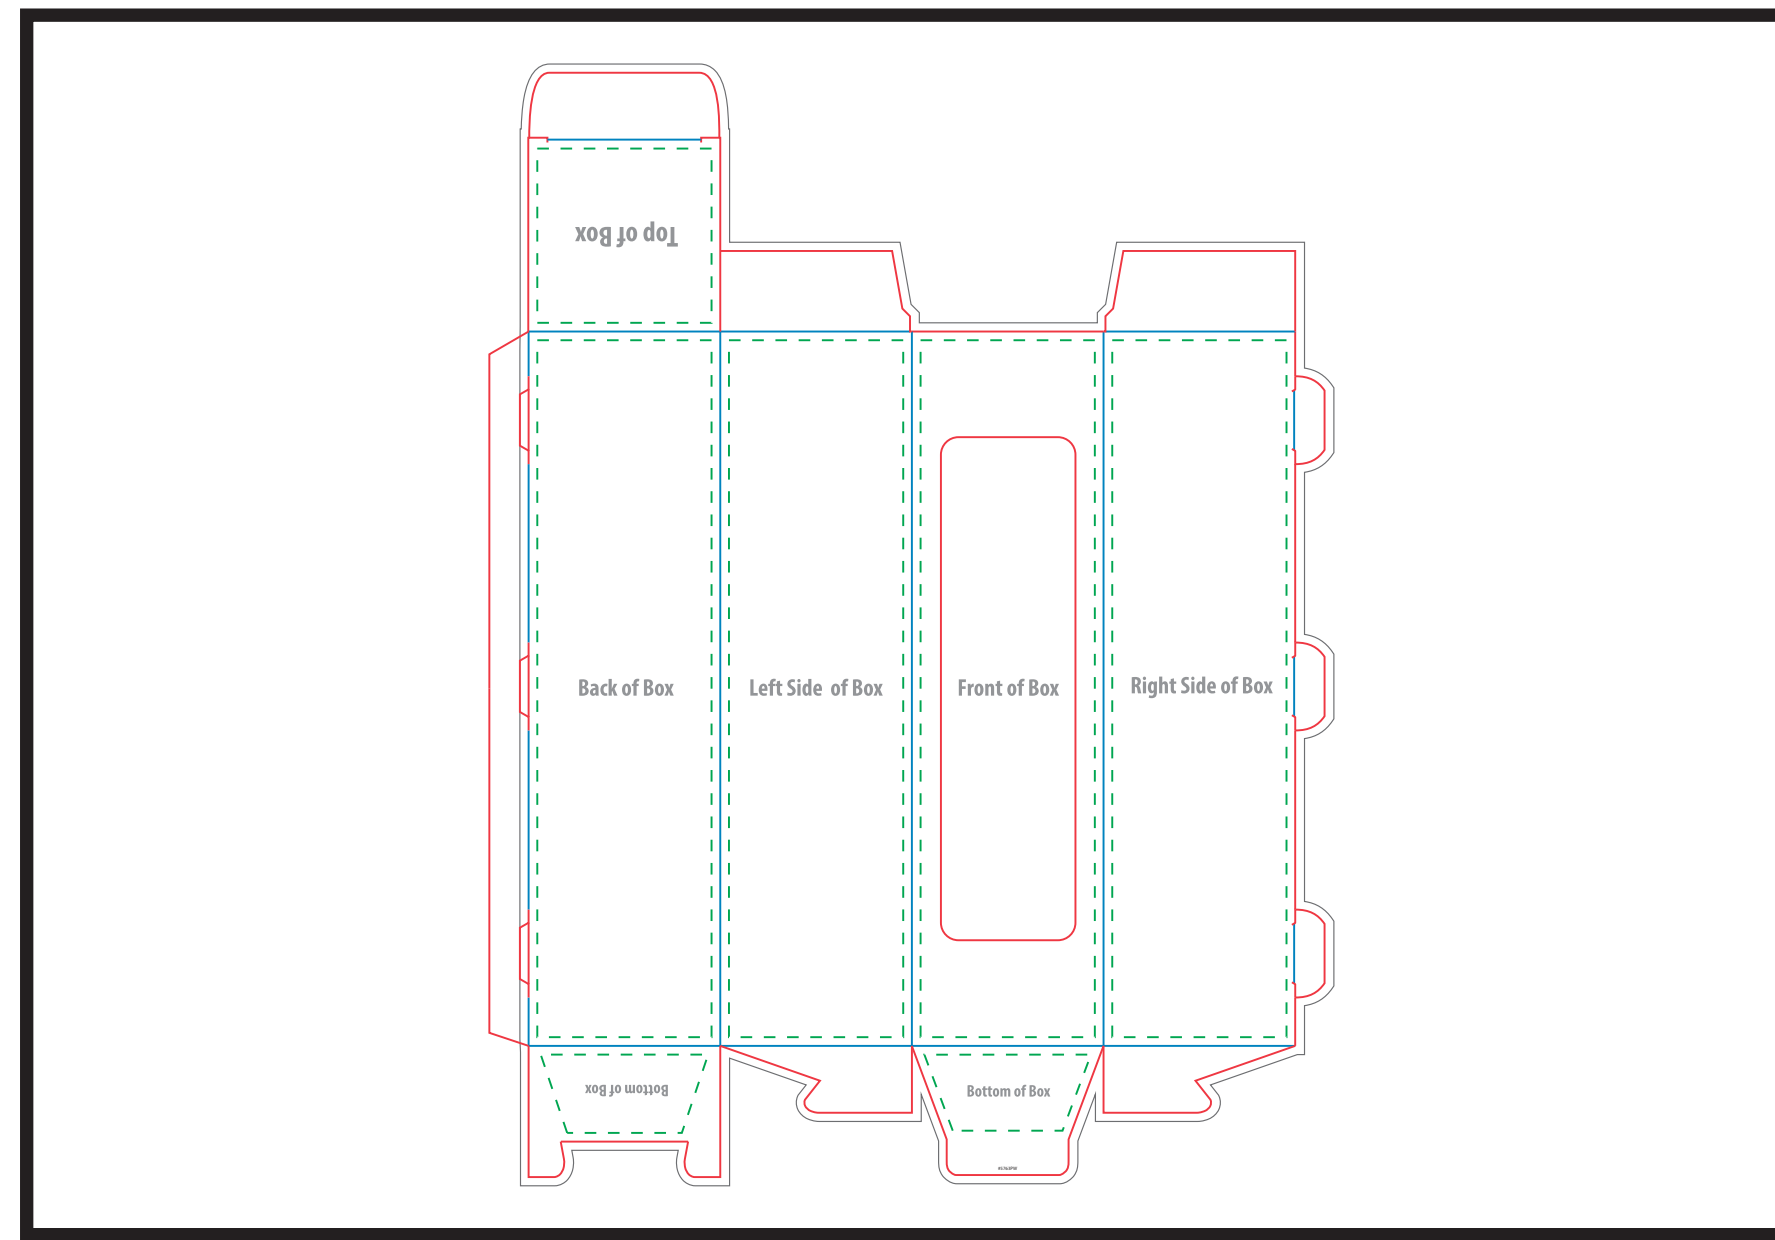 Top of Box
Back of Box
Left Side of Box
Front of Box
Right Side of Box
Bottom of Box
Bottom of Box